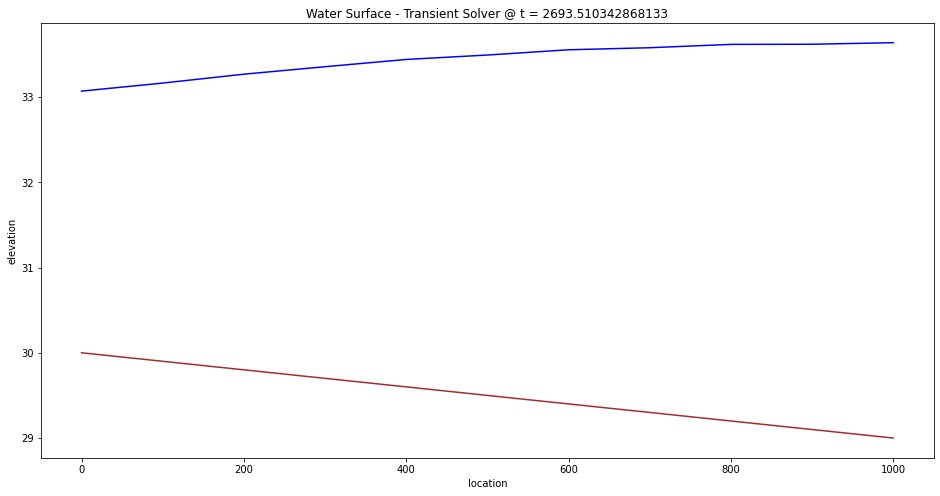 Water Surface - Transient Solver @ t = 2693.510342868133
33
32
31
30
29
elevation
0 200 400 600 800 1000
location